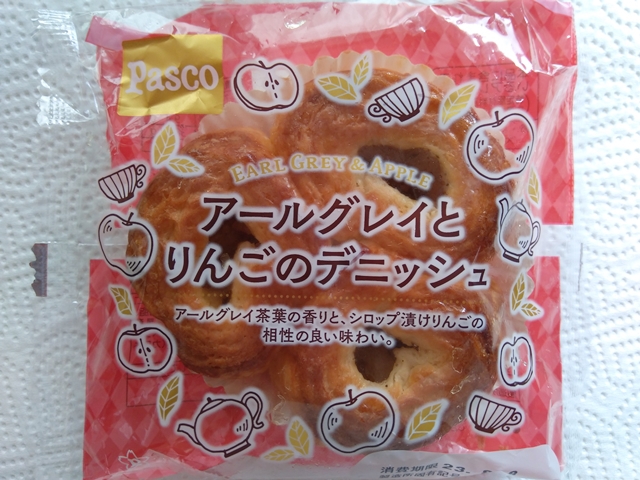 Pasco
EARL GREY & APPLE
アールグレイと
りんごのデニッシュ
アールグレイ茶葉の香りと、シロップ漬けりんごの
相性の良い味わい。
消費期限 23.